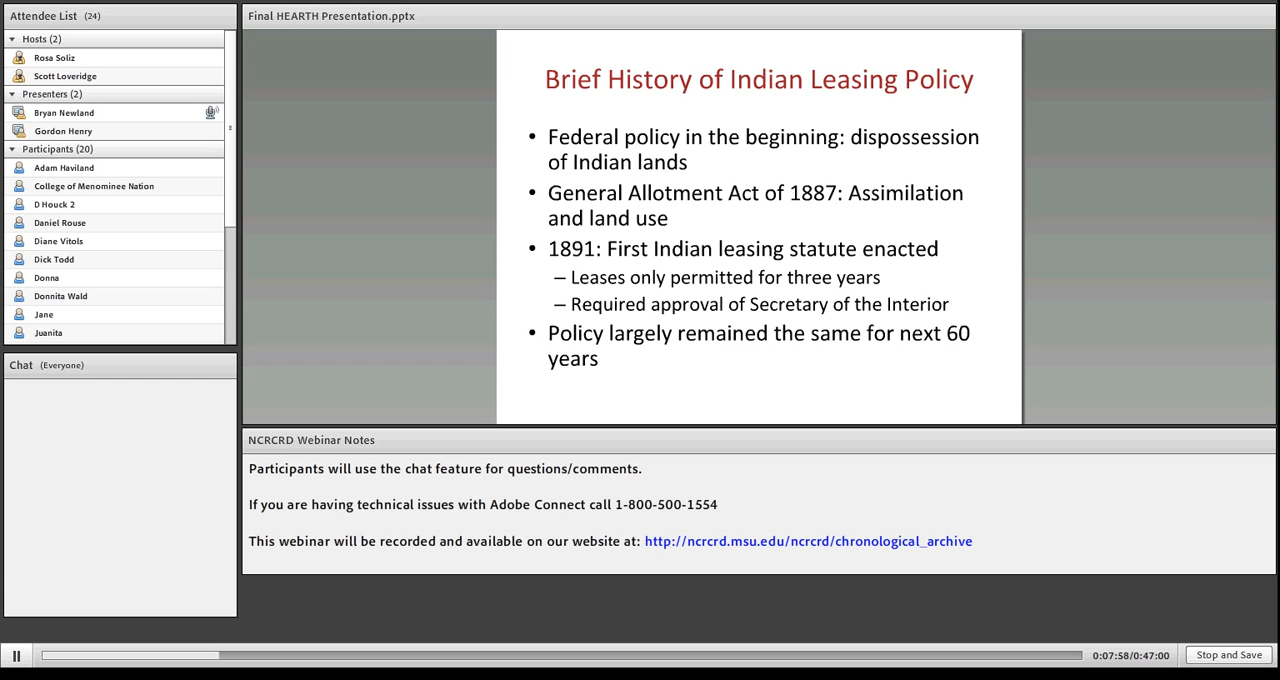 Attendee List (24)
Hosts (2)
Rosa Soliz
Scott Loveridge
Presenters (2)
Bryan Newland
Gordon Henry
Participants (20)
Adam Haviland
College of Menominee Nation
D Houck 2
Daniel Rouse
Diane Vitols
Dick Todd
Donna
Donnita Wald
Jane
Juanita
Chat (Everyone)
Final HEARTH Presentation.pptx
Brief History of Indian Leasing Policy
• Federal policy in the beginning: dispossession
of Indian lands
• General Allotment Act of 1887: Assimilation
and land use
• 1891: First Indian leasing statute enacted
– Leases only permitted for three years
– Required approval of Secretary of the Interior
• Policy largely remained the same for next 60
years
NCRCRD Webinar Notes
Participants will use the chat feature for questions/comments.
If you are having technical issues with Adobe Connect call 1-800-500-1554
This webinar will be recorded and available on our website at: http://ncrcrd.msu.edu/ncrcrd/chronological_archive
0:07:58/0:47:00
Stop and Save